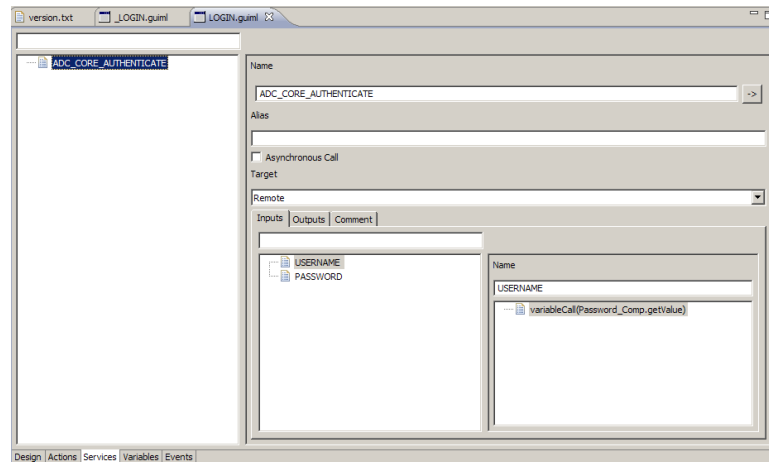 version.txt
_LOGIN.guiml
LOGIN.guiml
ADC_CORE_AUTHENTICATE
Name
ADC_CORE_AUTHENTICATE
->
Alias
Asynchronous Call
Target
Remote
Inputs Outputs Comment
USERNAME
PASSWORD
Name
USERNAME
variableCall(Password_Comp.getValue)
Design Actions Services Variables Events